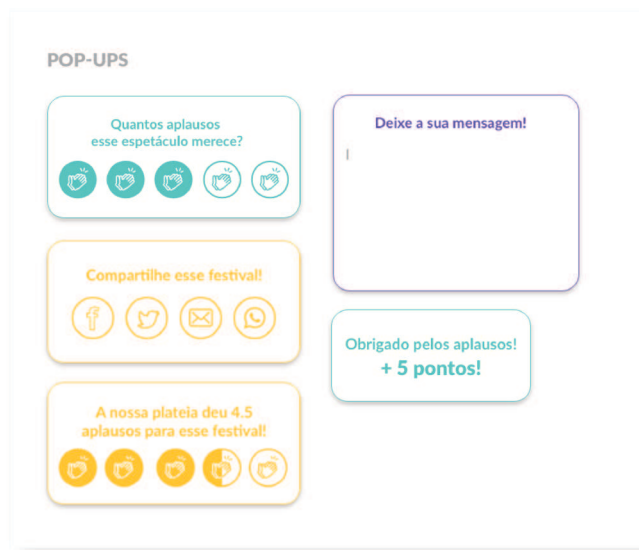 POP-UPS
Quantos aplausos
esse espetáculo merece?
Deixe a sua mensagem!
Compartilhe esse festival!
Obrigado pelos aplausos!
+ 5 pontos!
A nossa plateia deu 4.5
aplausos para esse festival!